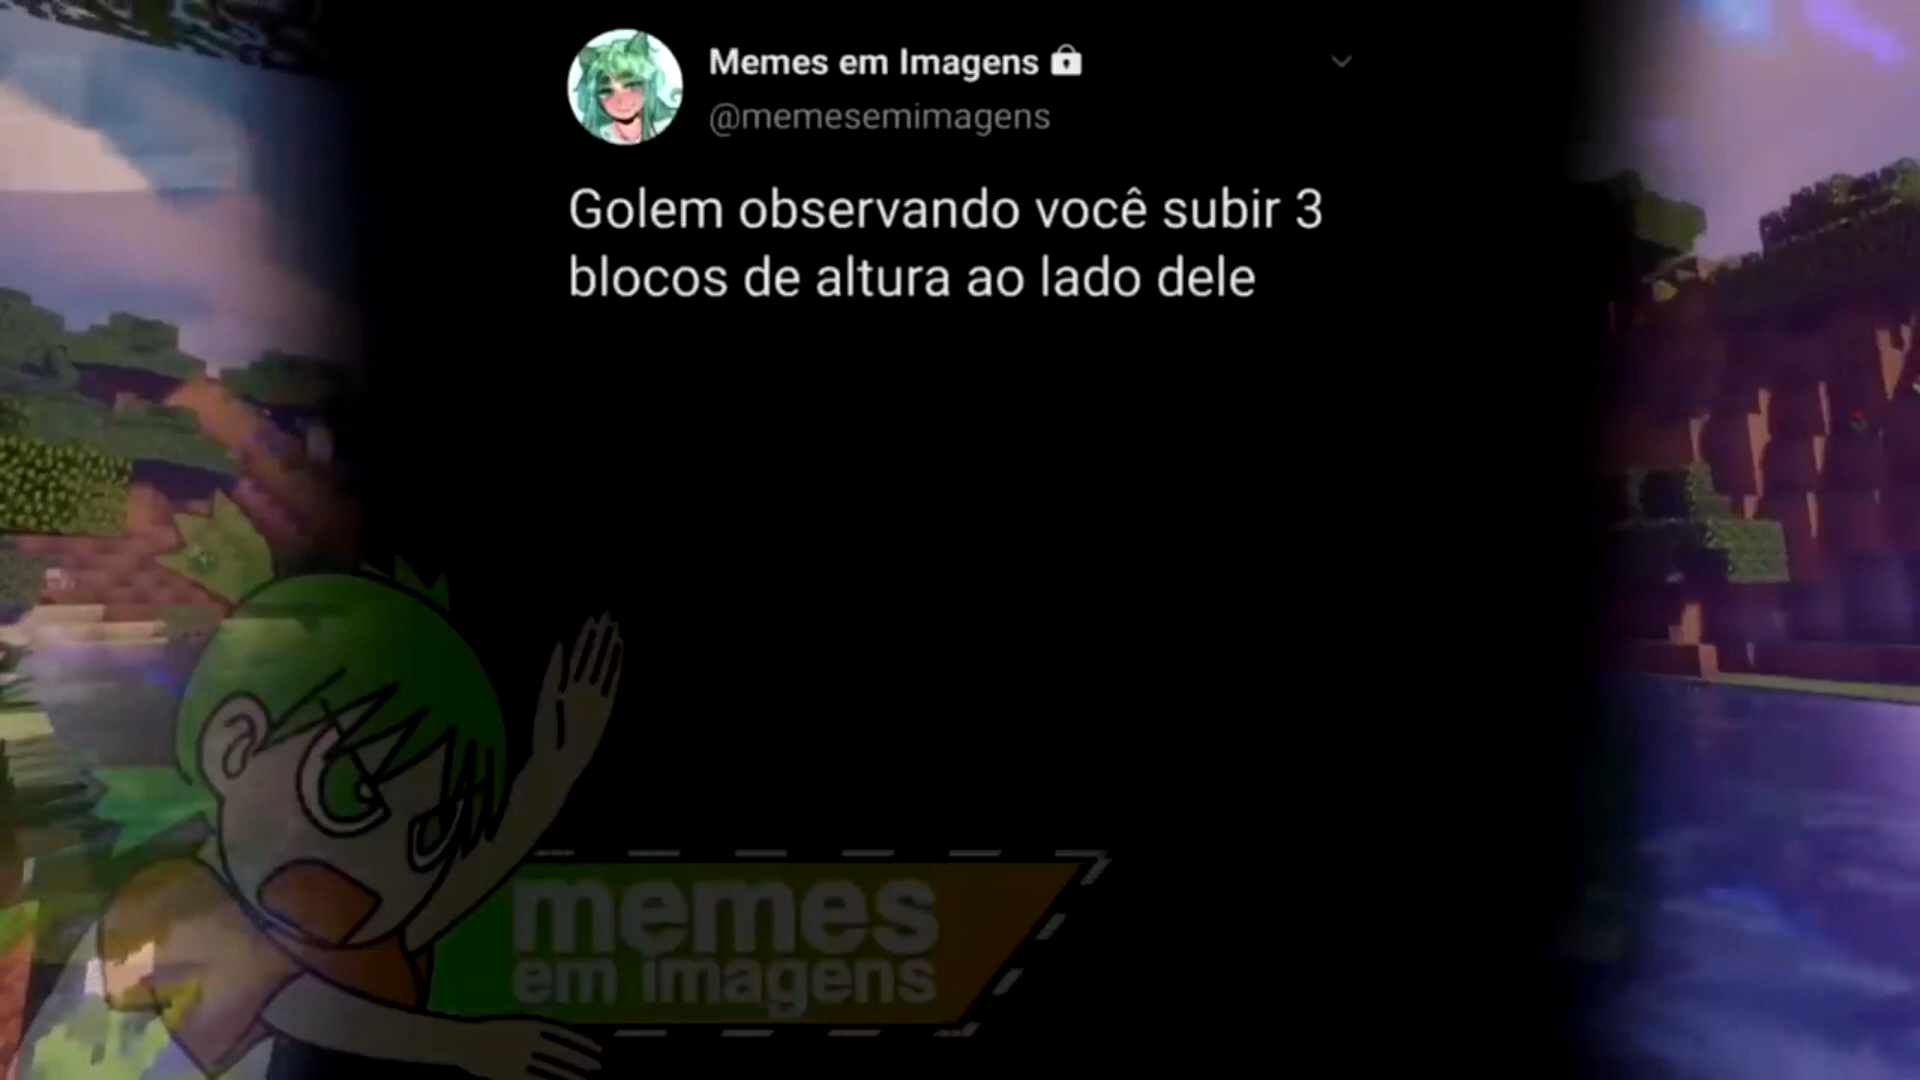 Memes em Imagens
@memesemimagens
Golem observando você subir 3
blocos de altura ao lado dele
memes
em imagens